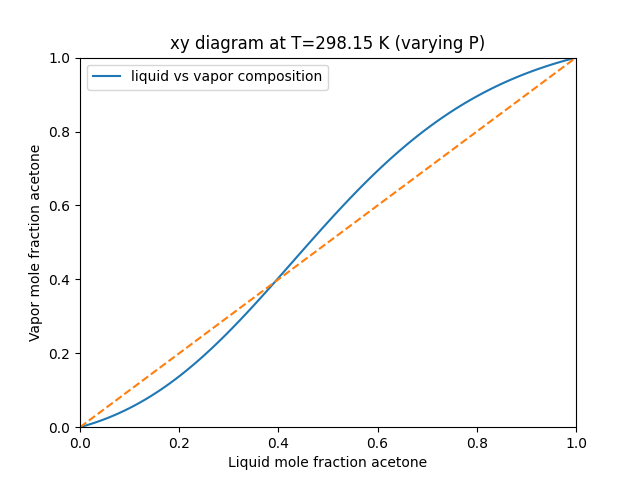 xy diagram at T=298.15 K (varying P)
liquid vs vapor composition
Vapor mole fraction acetone
1.0
0.8
0.6
0.4
0.2
0.0
0.0 0.2 0.4 0.6 0.8 1.0
Liquid mole fraction acetone